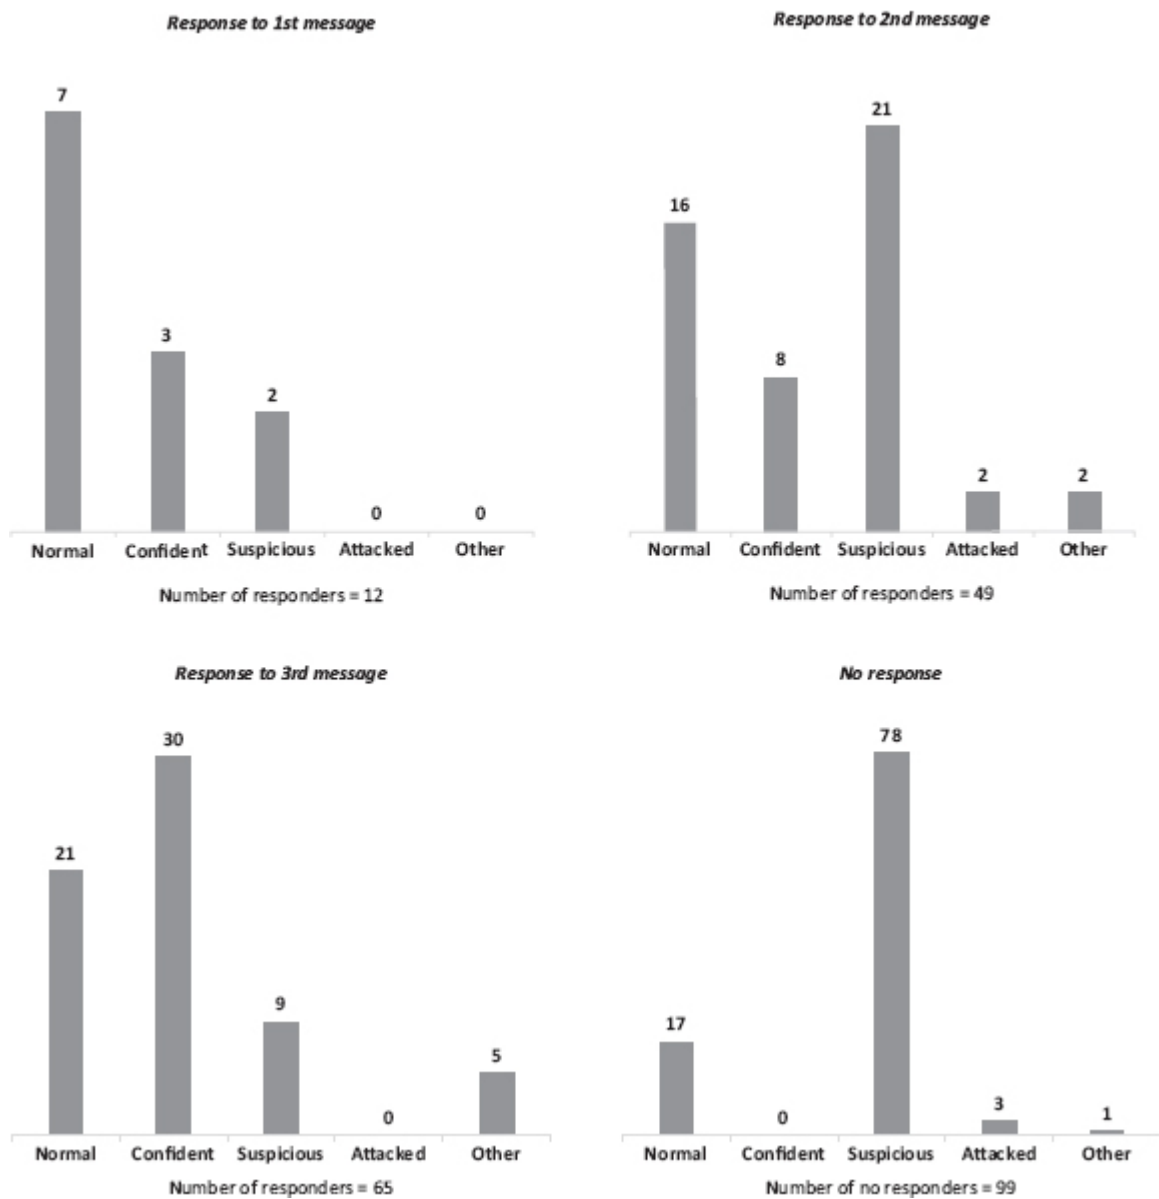 Response to 1st message
7
3
2
0
0
Normal Confident Suspicious Attacked Other
Number of responders = 12
Response to 2nd message
16
8
21
2
2
Normal Confident Suspicious Attacked Other
Number of responders = 49
Response to 3rd message
21
30
9
0
5
Normal Confident Suspicious Attacked Other
Number of responders = 65
No response
17
0
78
3
1
Normal Confident Suspicious Attacked Other
Number of no responders = 99